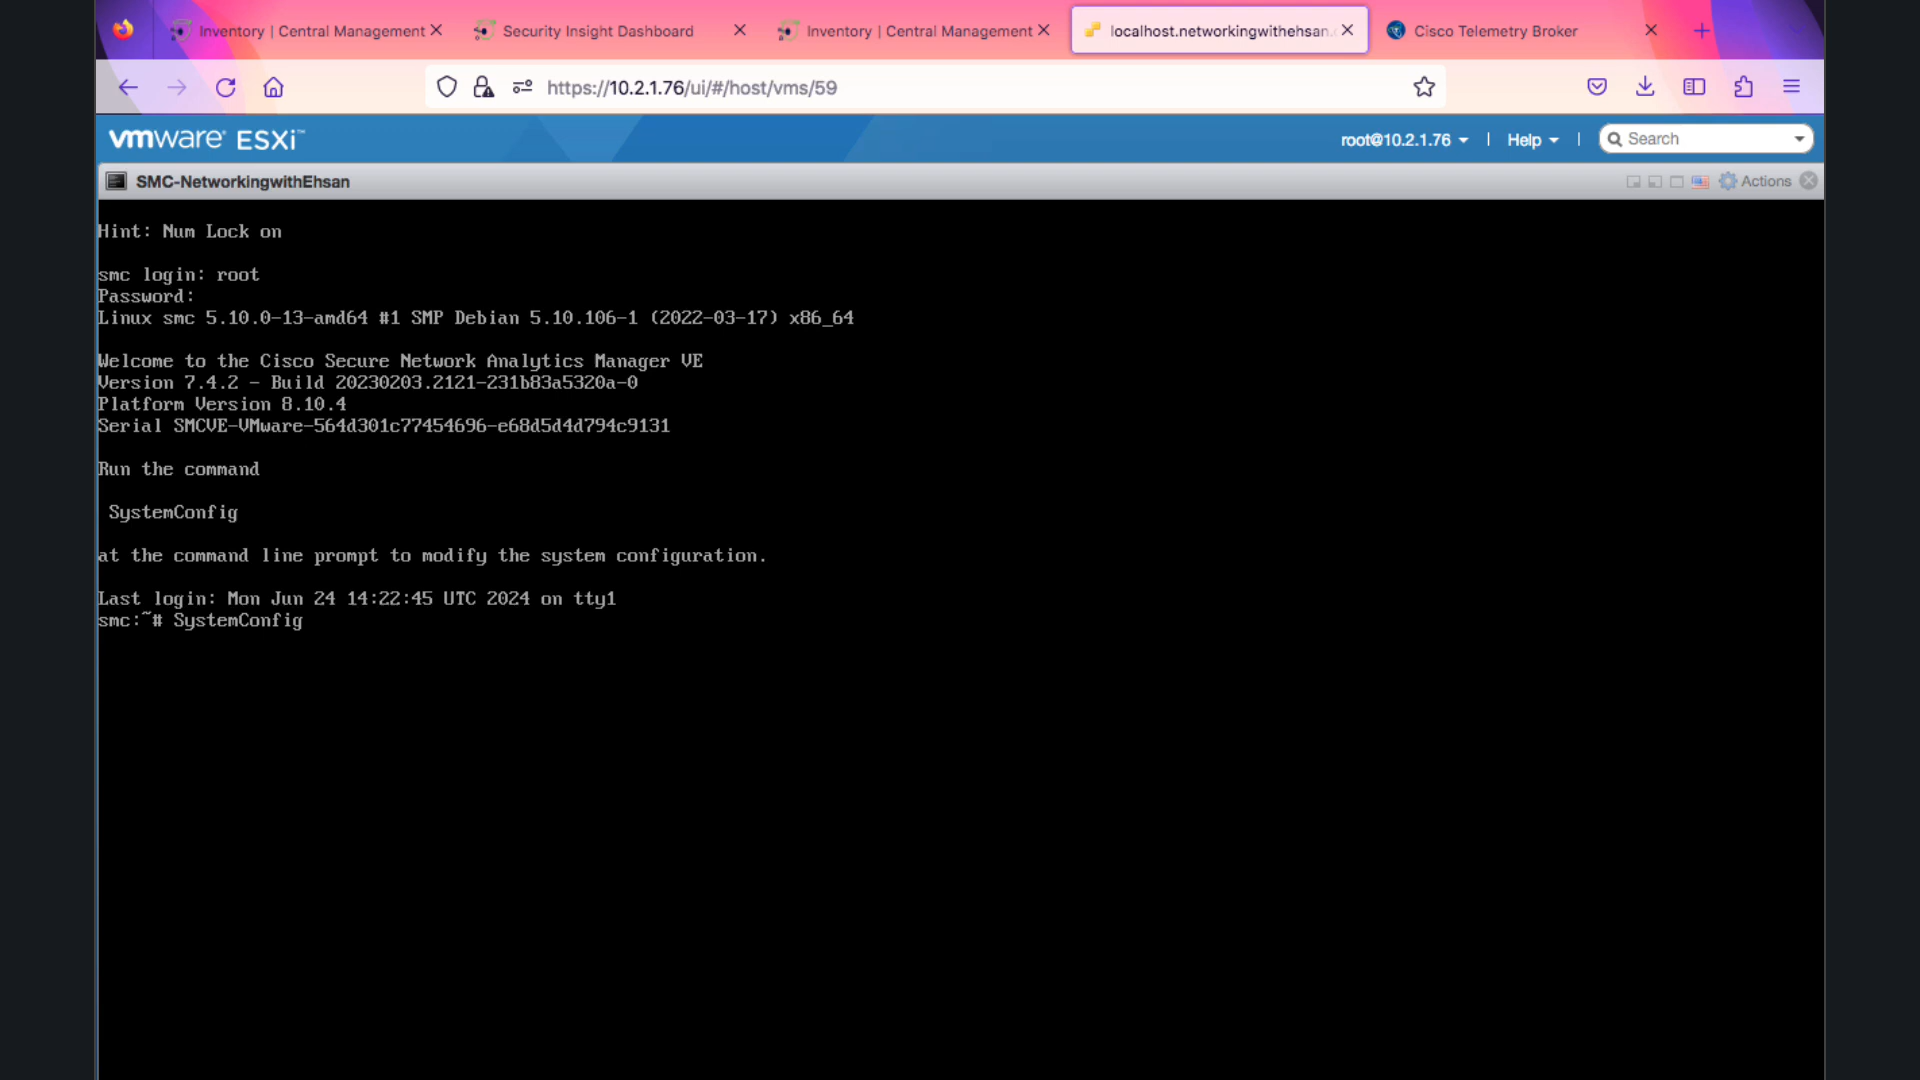 Inventory | Central Management
Security Insight Dashboard
Inventory | Central Management
localhost.networkingwithehsan.
Cisco Telemetry Broker
https://10.2.1.76/ui/#/host/vms/59
vmware ESXi™
root@10.2.1.76
Help
Search
SMC-NetworkingwithEhsan
Actions
Hint: Num Lock on
smc login: root
Password:
Linux smc 5.10.0-13-amd64 #1 SMP Debian 5.10.106-1 (2022-03-17) x86_64
Welcome to the Cisco Secure Network Analytics Manager VE
Version 7.4.2 - Build 20230203.2121-231b83a5320a-0
Platform Version 8.10.4
Serial SMCVE-VMware-564d301c77454696-e68d5d4d794c9131
Run the command
SystemConfig
at the command line prompt to modify the system configuration.
Last login: Mon Jun 24 14:22:45 UTC 2024 on tty1
smc:~# SystemConfig